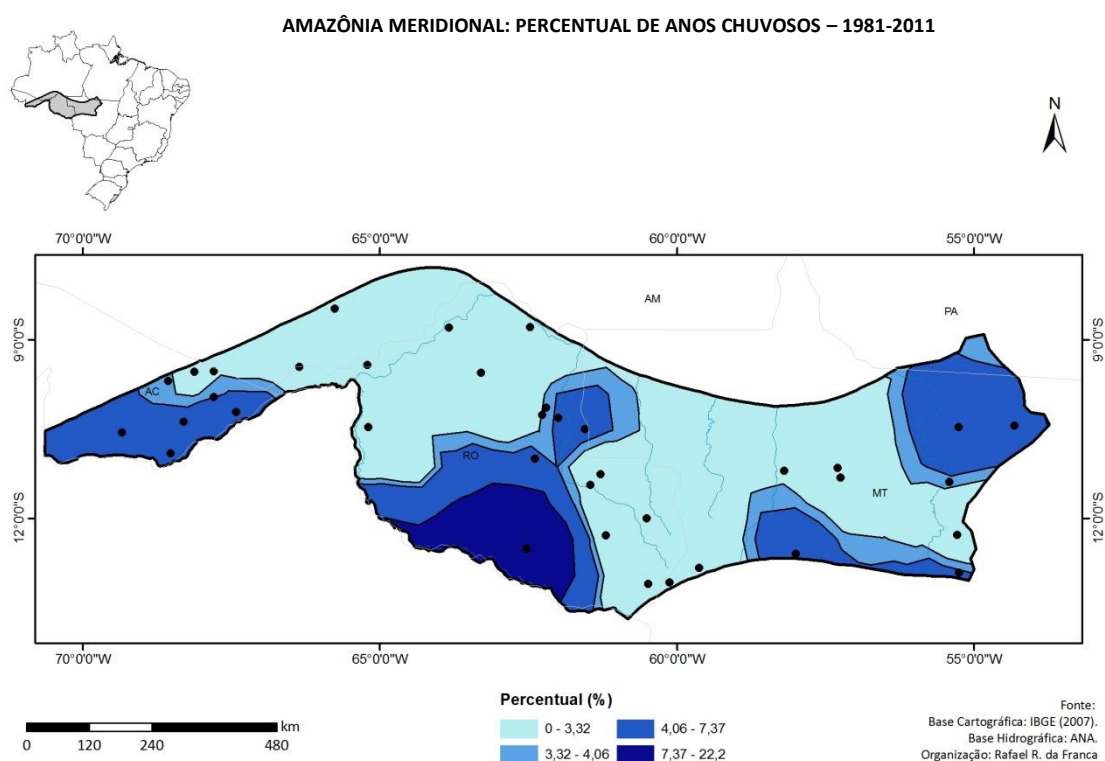 AMAZÔNIA MERIDIONAL: PERCENTUAL DE ANOS CHUVOSOS – 1981-2011
N
70°0'0"W 65°0'0"W 60°0'0"W 55°0'0"W
AM
PA
9°0'0"S 9°0'0"S
AC
RO
MT
12°0'0"S 12°0'0"S
70°0'0"W 65°0'0"W 60°0'0"W 55°0'0"W
km
0 120 240 480
Percentual (%)
0 - 3,32 4,06 - 7,37
3,32 - 4,06 7,37 - 22,2
Fonte:
Base Cartográfica: IBGE (2007).
Base Hidrográfica: ANA.
Organização: Rafael R. da Franca